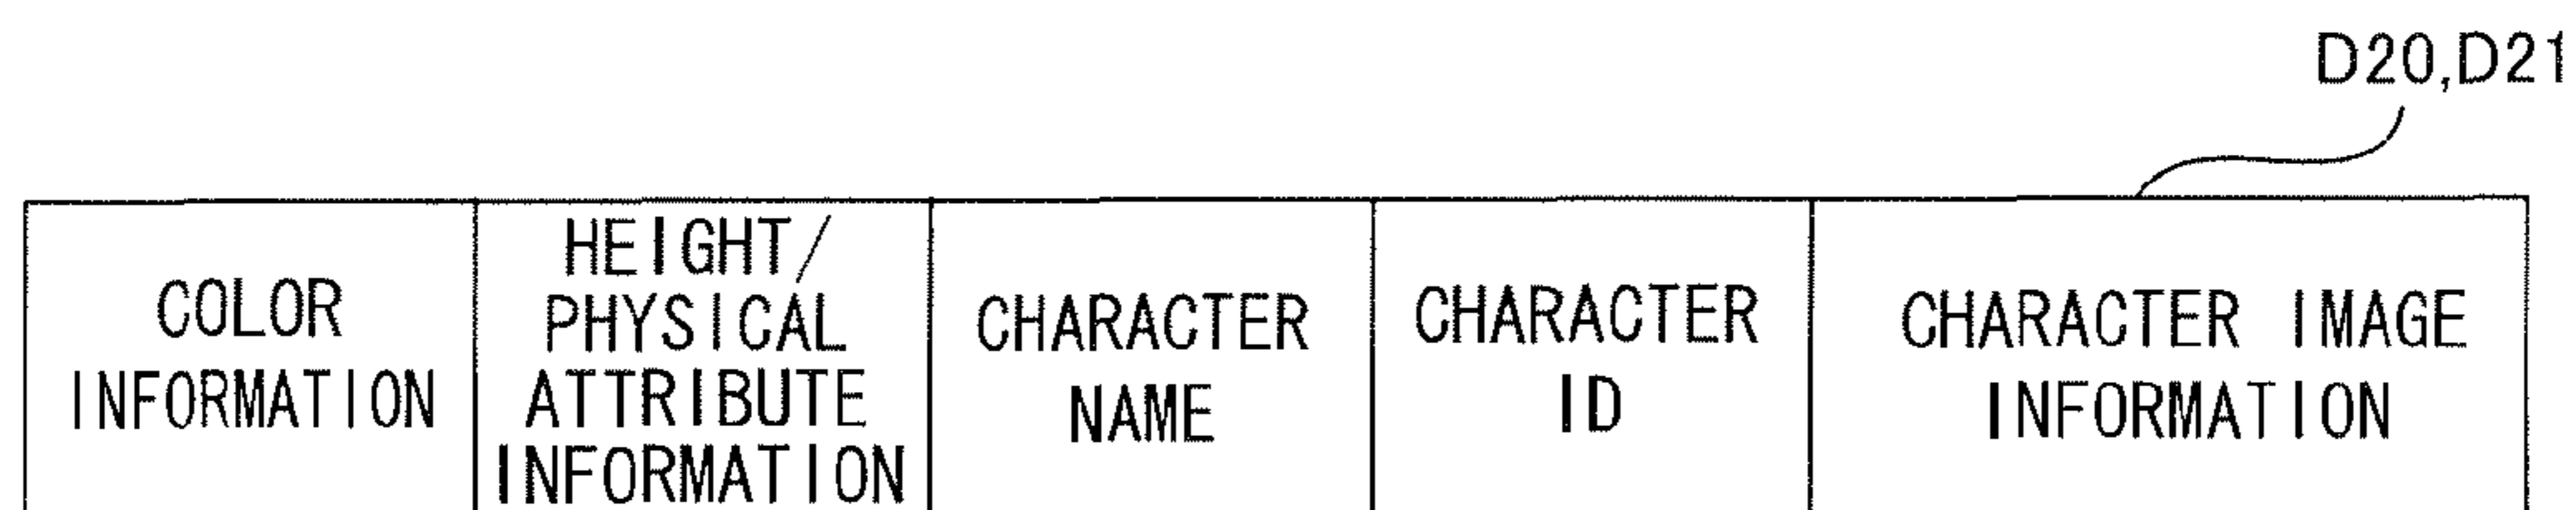 D20,D21
COLOR
INFORMATION
HEIGHT/
PHYSICAL
ATTRIBUTE
INFORMATION
CHARACTER
NAME
CHARACTER
ID
CHARACTER IMAGE
INFORMATION